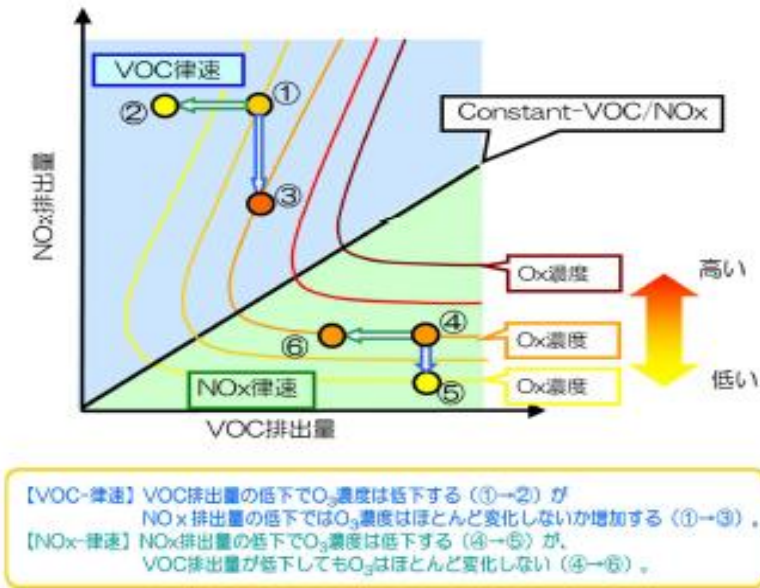 VOC律速
②
①
Constant-VOC/NOx
③
NOx排出量
Ox濃度
高い
④
⑥
Ox濃度
NOx律速
⑤
Ox濃度
低い
VOC排出量
【VOC-律速】VOC排出量の低下でO₃濃度は低下する(①→②)が
NOx排出量の低下ではO₃濃度はほとんど変化しないか増加する(①→③)。
【NOx-律速】NOx排出量の低下でO₃濃度は低下する(④→⑤)が、
VOC排出量が低下してもO₃はほとんど変化しない(④→⑥)。